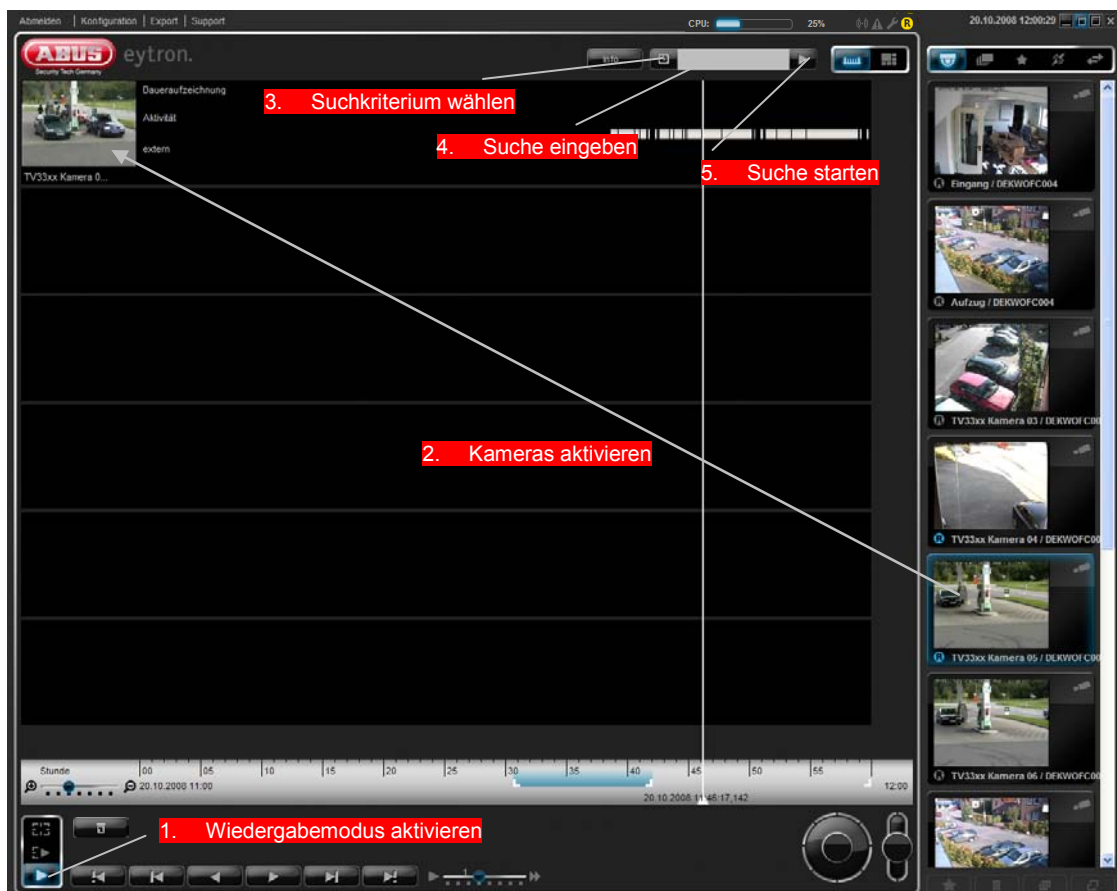 Abmelden | Konfiguration | Export | Support
CPU: 25% R 20.10.2008 12:00:29
ABUS eytron.
Security Tech Germany
Info
Daueraufzeichnung
Aktivität
extern
TV33xx Kamera 0...
3. Suchkriterium wählen
4. Suche eingeben
5. Suche starten
2. Kameras aktivieren
Eingang / DEKWOFC004
Aufzug / DEKWOFC004
TV33xx Kamera 03 / DEKWOFC00
TV33xx Kamera 04 / DEKWOFC00
TV33xx Kamera 05 / DEKWOFC00
TV33xx Kamera 06 / DEKWOFC00
Stunde 00 05 10 15 20 25 30 35 40 45 50 55
20.10.2008 11:00 12:00
20.10.2008 11:46:17,142
1. Wiedergabemodus aktivieren